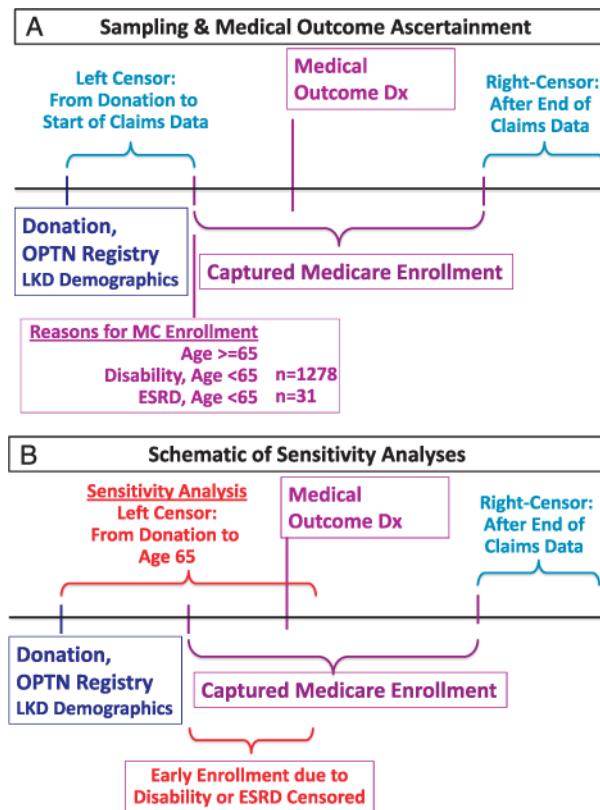 A Sampling & Medical Outcome Ascertainment
Left Censor:
From Donation to
Start of Claims Data
Medical
Outcome Dx
Right-Censor:
After End of
Claims Data
Donation,
OPTN Registry
LKD Demographics
Captured Medicare Enrollment
Reasons for MC Enrollment
Age >=65
Disability, Age <65 n=1278
ESRD, Age <65 n=31
B Schematic of Sensitivity Analyses
Sensitivity Analysis
Left Censor:
From Donation to
Age 65
Medical
Outcome Dx
Right-Censor:
After End of
Claims Data
Donation,
OPTN Registry
LKD Demographics
Captured Medicare Enrollment
Early Enrollment due to
Disability or ESRD Censored